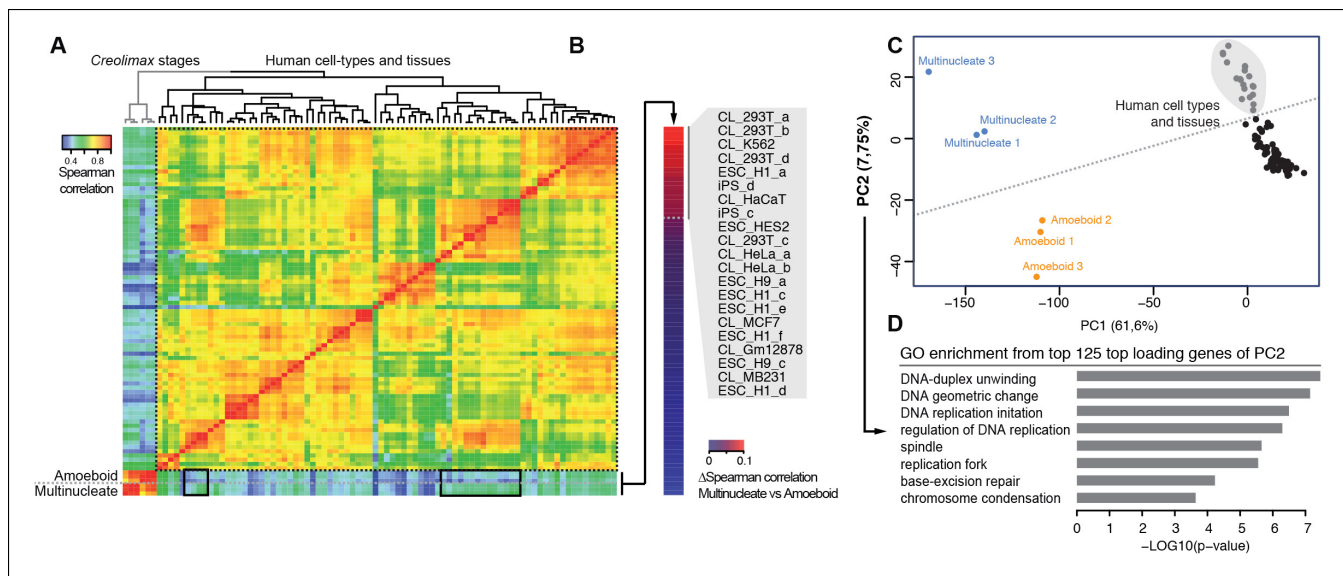 A
B
Creolimax stages
Human cell-types and tissues
0.4 0.8
Spearman
correlation
Amoeboid
Multinucleate
CL_293T_a
CL_293T_b
CL_K562
CL_293T_d
ESC_H1_a
iPS_d
CL_HaCaT
iPS_c
ESC_HES2
CL_293T_c
CL_HeLa_a
CL_HeLa_b
ESC_H9_a
ESC_H1_c
ESC_H1_e
CL_MCF7
ESC_H1_f
CL_Gm12878
ESC_H9_c
CL_MB231
ESC_H1_d
0 0.1
ΔSpearman correlation
Multinucleate vs Amoeboid
C
PC2 (7,75%)
20
0
−20
−40
Multinucleate 3
Multinucleate 2
Multinucleate 1
Human cell types
and tissues
Amoeboid 2
Amoeboid 1
Amoeboid 3
−150 −100 −50 0
PC1 (61,6%)
D
GO enrichment from top 125 top loading genes of PC2
DNA-duplex unwinding
DNA geometric change
DNA replication initation
regulation of DNA replication
spindle
replication fork
base-excision repair
chromosome condensation
0 1 2 3 4 5 6 7
−LOG10(p−value)